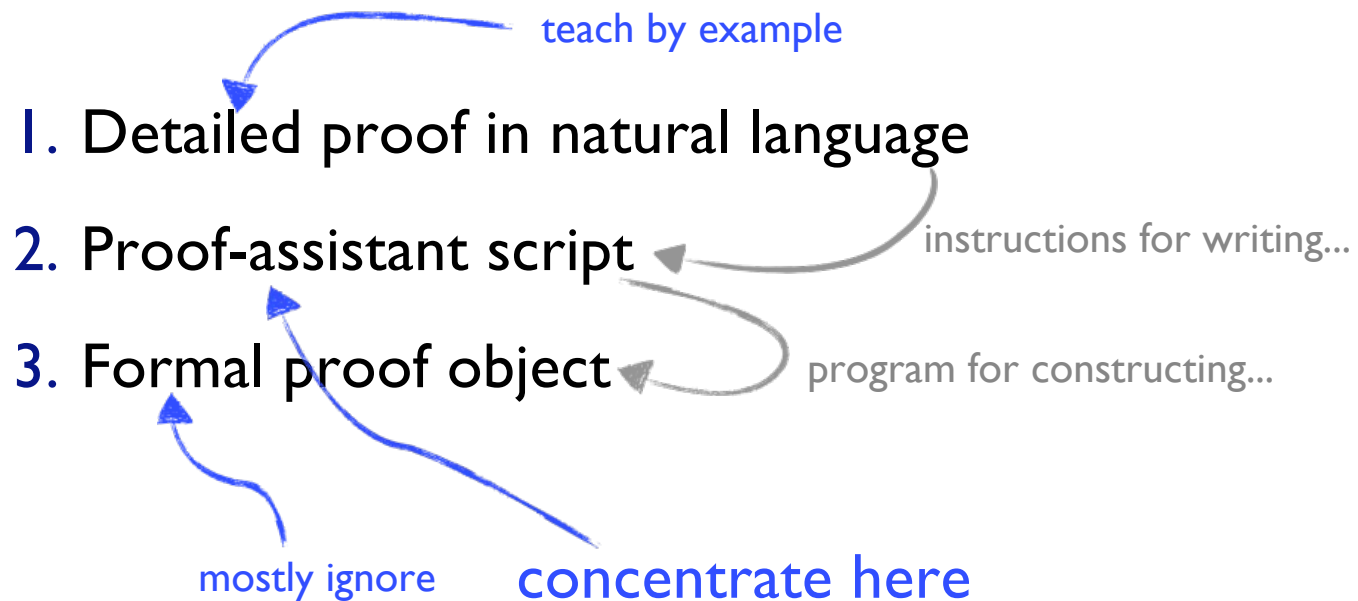 teach by example
1. Detailed proof in natural language
2. Proof-assistant script
instructions for writing...
3. Formal proof object
program for constructing...
mostly ignore
concentrate here